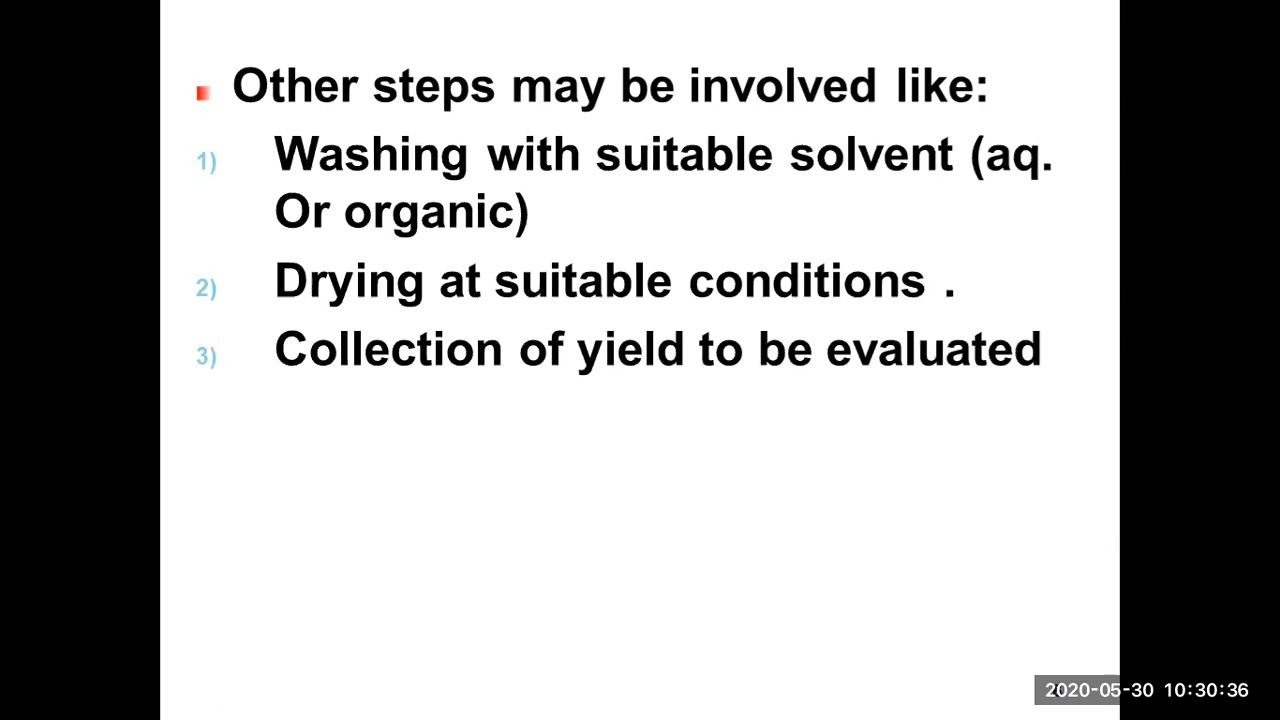 Other steps may be involved like:
1) Washing with suitable solvent (aq.
Or organic)
2) Drying at suitable conditions .
3) Collection of yield to be evaluated
2020-05-30 10:30:36